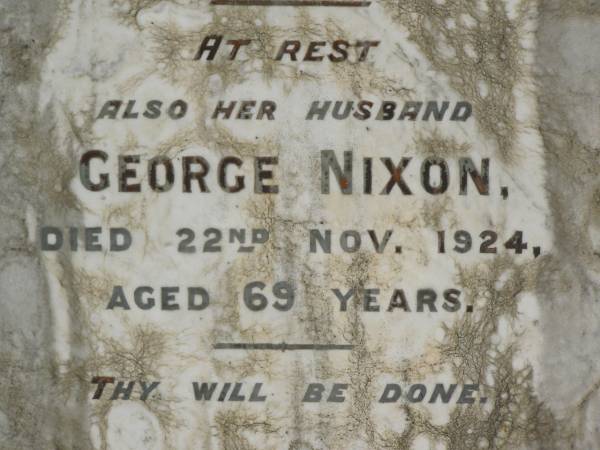 AT REST
ALSO HER HUSBAND
GEORGE NIXON,
DIED 22ND NOV. 1924,
AGED 69 YEARS.
THY WILL BE DONE.